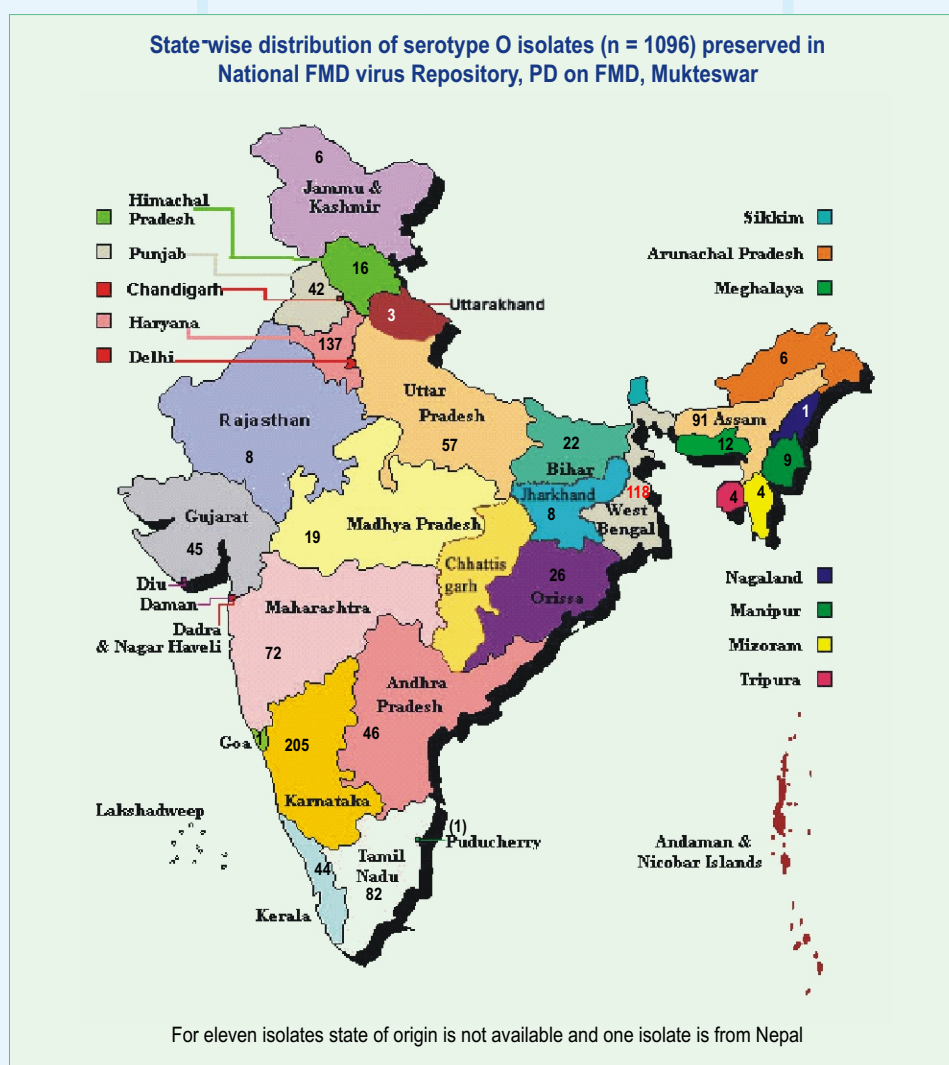 State-wise distribution of serotype O isolates (n = 1096) preserved in
National FMD virus Repository, PD on FMD, Mukteswar
6
Jammu &
Kashmir
Himachal
Pradesh
Punjab
Chandigarh
Haryana
Delhi
16
42
3
Uttarakhand
137
Sikkim
Arunachal Pradesh
Meghalaya
Rajasthan
8
Uttar
Pradesh
57
22
Bihar
6
91 Assam
1
12
9
4
4
Jharkhand
8
118
West
Bengal
Gujarat
45
19
Madhya Pradesh
Chhattis
garh
26
Orissa
Diu
Daman
Dadra
& Nagar Haveli
Maharashtra
72
Nagaland
Manipur
Mizoram
Tripura
Andhra
Pradesh
46
Goa
1
205
Karnataka
Lakshadweep
(1)
Puducherry
Tamil
Nadu
82
44
Kerala
Andaman &
Nicobar Islands
For eleven isolates state of origin is not available and one isolate is from Nepal